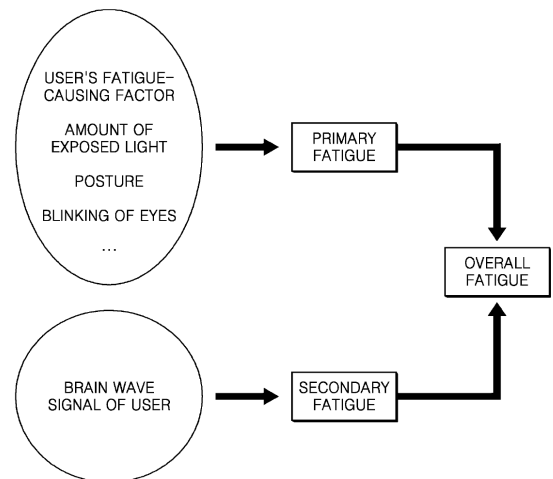 USER'S FATIGUE-
CAUSING FACTOR
AMOUNT OF
EXPOSED LIGHT
POSTURE
BLINKING OF EYES
...
PRIMARY
FATIGUE
OVERALL
FATIGUE
BRAIN WAVE
SIGNAL OF USER
SECONDARY
FATIGUE